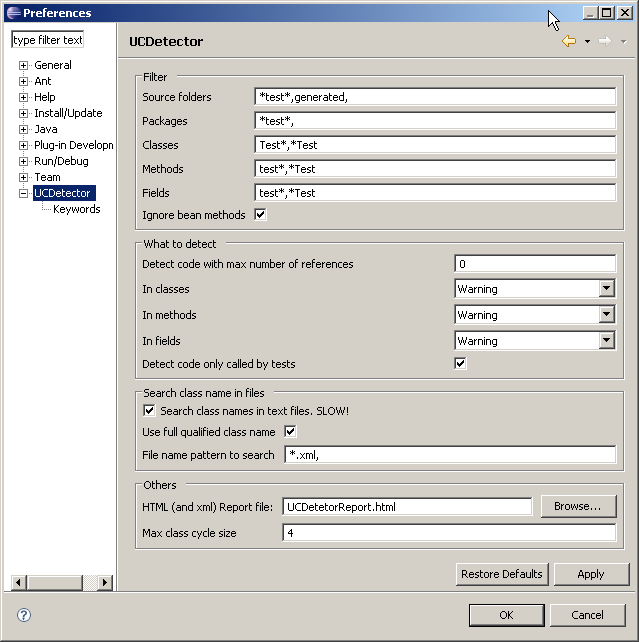 Preferences
type filter text
UCDetector
General
Ant
Help
Install/Update
Java
Plug-in Developm
Run/Debug
Team
UCDetector
Keywords
Filter
Source folders *test*,generated,
Packages *test*,
Classes Test*,*Test
Methods test*,*Test
Fields test*,*Test
Ignore bean methods
What to detect
Detect code with max number of references 0
In classes Warning
In methods Warning
In fields Warning
Detect code only called by tests
Search class name in files
Search class names in text files. SLOW!
Use full qualified class name
File name pattern to search *.xml,
Others
HTML (and xml) Report file: UCDetetorReport.html Browse...
Max class cycle size 4
Restore Defaults Apply
? OK Cancel